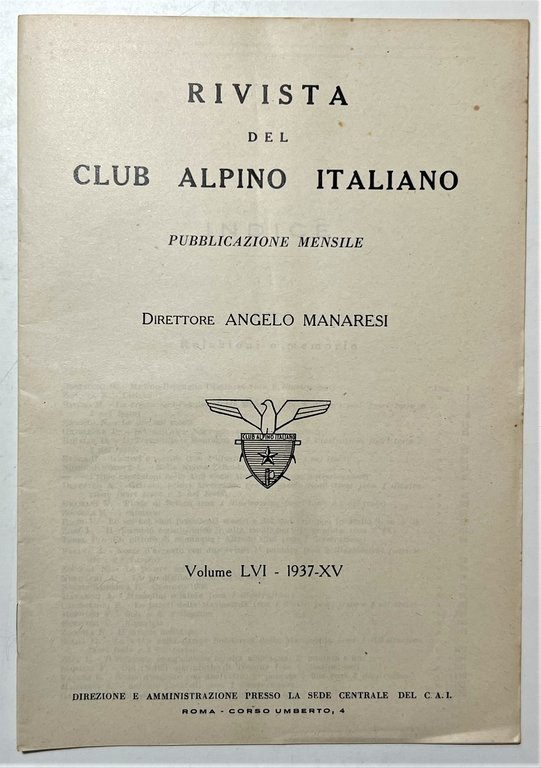 RIVISTA
DEL
CLUB ALPINO ITALIANO
PUBBLICAZIONE MENSILE
DIRETTORE ANGELO MANARESI
CLUB ALPINO ITALIANO
Volume LVI - 1937-XV
DIREZIONE E AMMINISTRAZIONE PRESSO LA SEDE CENTRALE DEL C. A. I.
ROMA - CORSO UMBERTO, 4